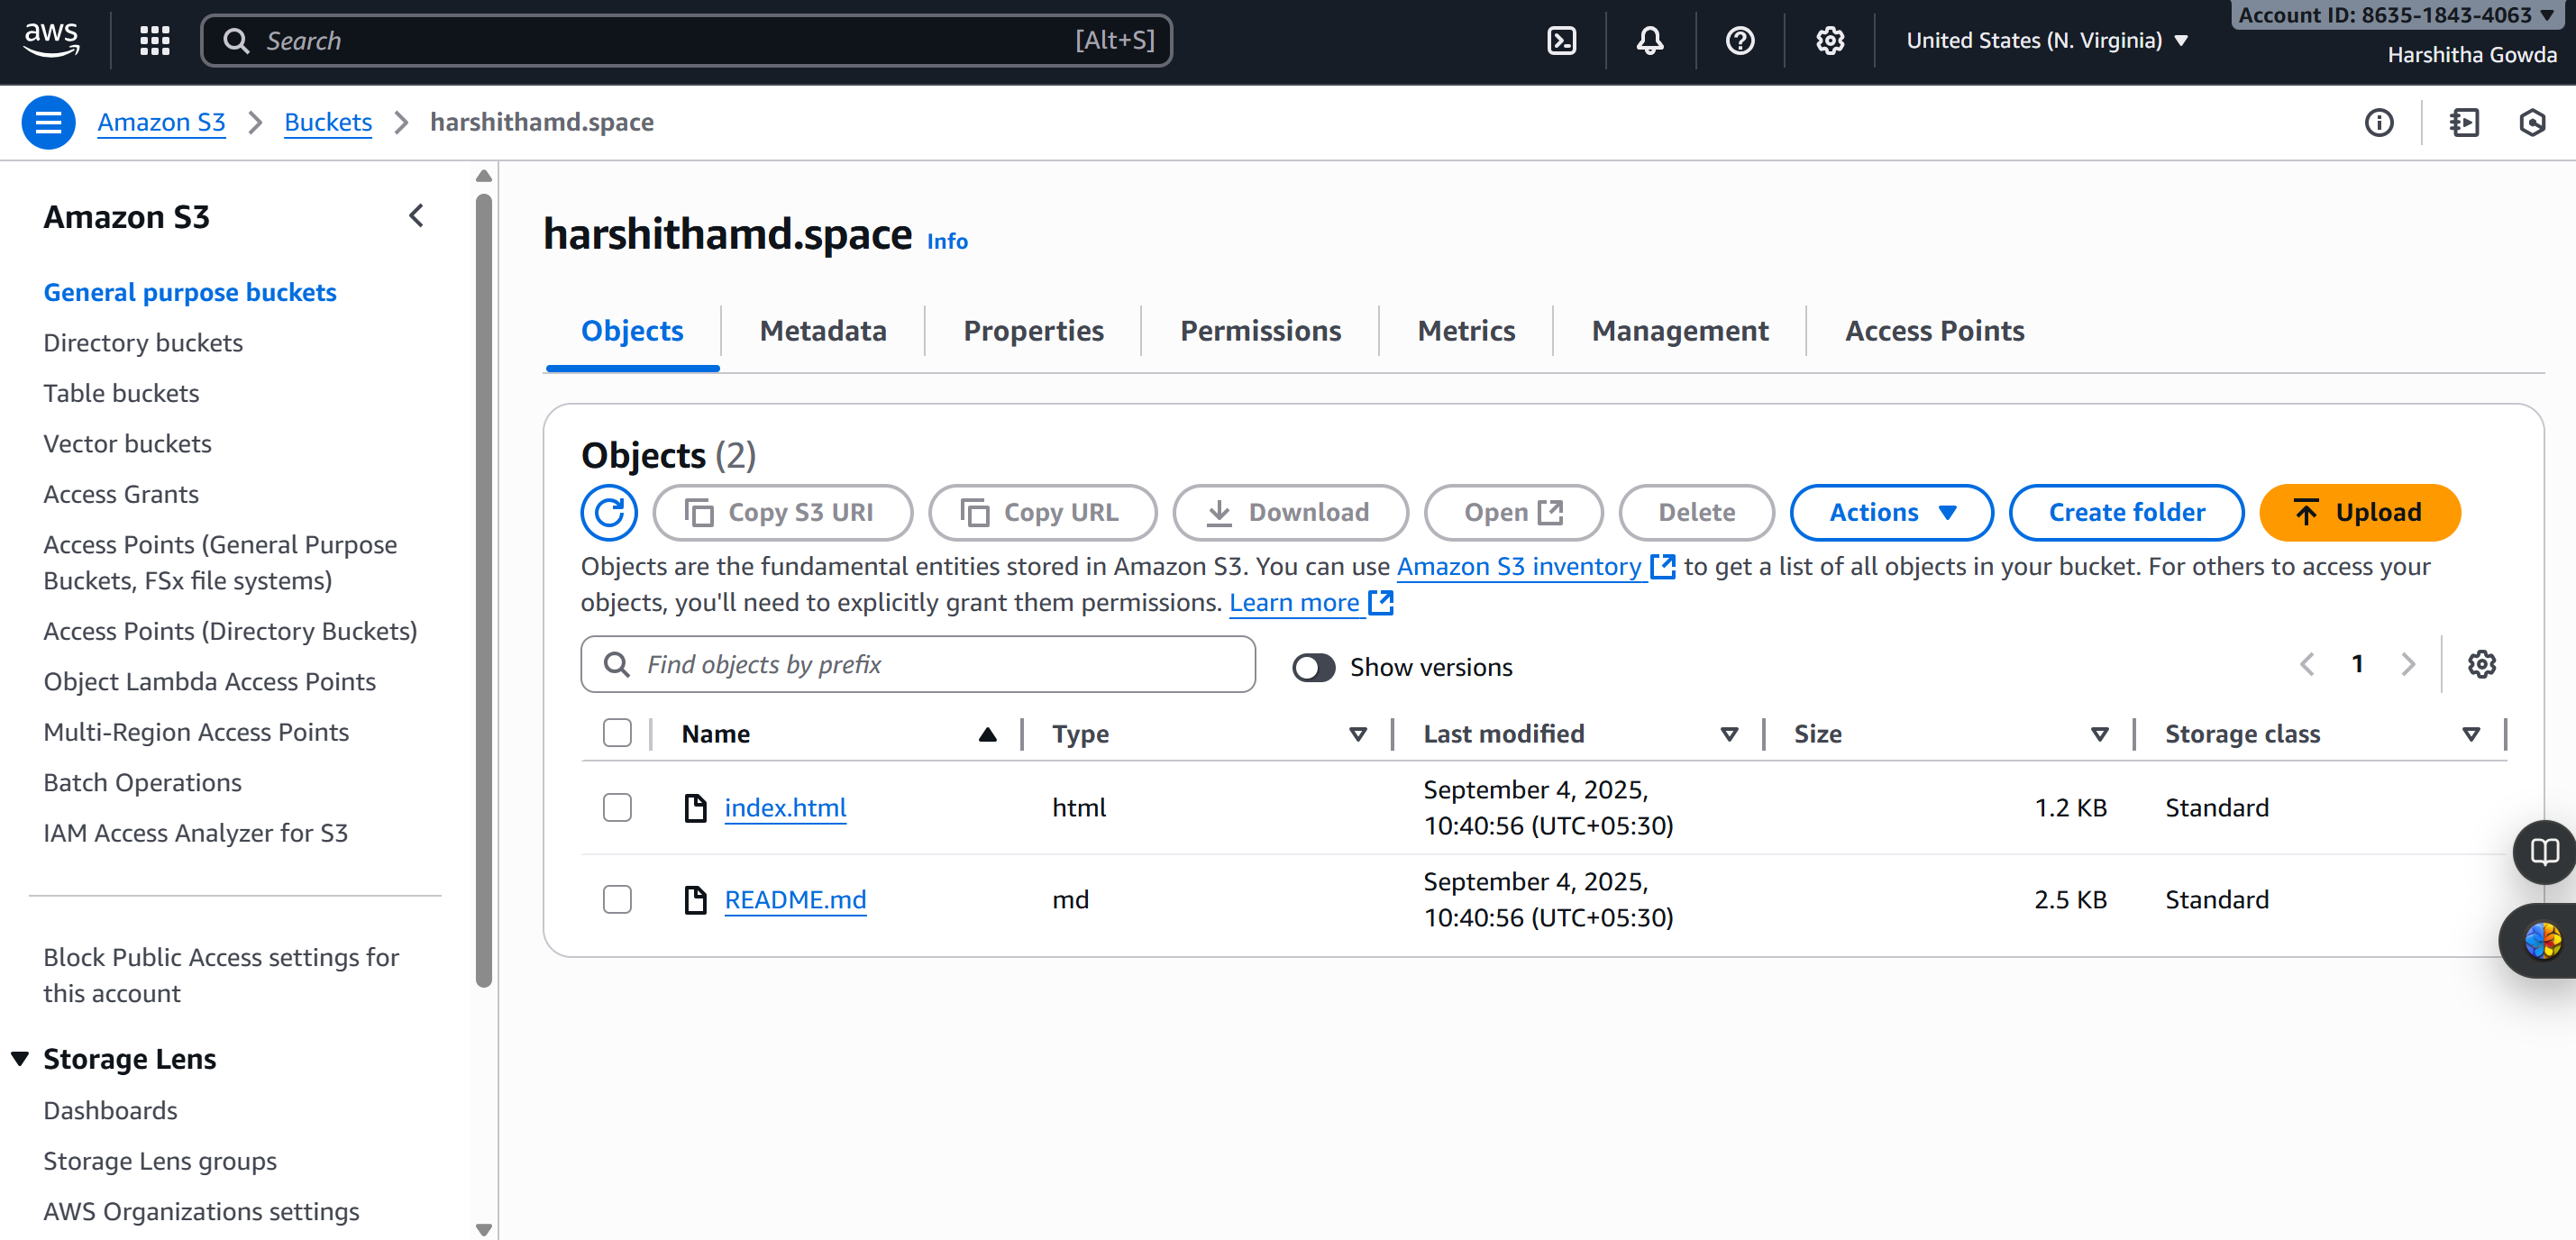 aws
Search [Alt+S]
United States (N. Virginia)
Account ID: 8635-1843-4063
Harshitha Gowda
Amazon S3 > Buckets > harshithamd.space
Amazon S3
General purpose buckets
Directory buckets
Table buckets
Vector buckets
Access Grants
Access Points (General Purpose
Buckets, FSx file systems)
Access Points (Directory Buckets)
Object Lambda Access Points
Multi-Region Access Points
Batch Operations
IAM Access Analyzer for S3
Block Public Access settings for
this account
Storage Lens
Dashboards
Storage Lens groups
AWS Organizations settings
harshithamd.space Info
Objects Metadata Properties Permissions Metrics Management Access Points
Objects (2)
Copy S3 URI Copy URL Download Open Delete Actions Create folder Upload
Objects are the fundamental entities stored in Amazon S3. You can use Amazon S3 inventory to get a list of all objects in your bucket. For others to access your
objects, you'll need to explicitly grant them permissions. Learn more
Find objects by prefix Show versions 1
Name Type Last modified Size Storage class
index.html html September 4, 2025, 1.2 KB Standard
10:40:56 (UTC+05:30)
README.md md September 4, 2025, 2.5 KB Standard
10:40:56 (UTC+05:30)